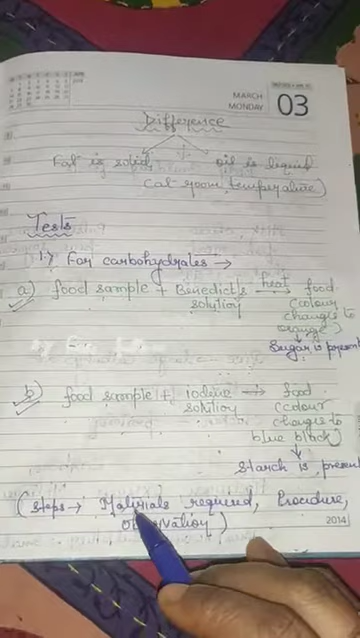 MARCH
MONDAY
03
Difference
Fat is solid oil is liquid
(at room temperature)
Tests
1.) For carbohydrates →
a) food sample + Benedict's heat → food
solution (colour
changes to
orange)
↓
Sugar is present
b) food sample + iodine → food
solution (colour
changes to
blue black)
↓
Starch is present
(Steps → Materials required, Procedure,
observation)
2014